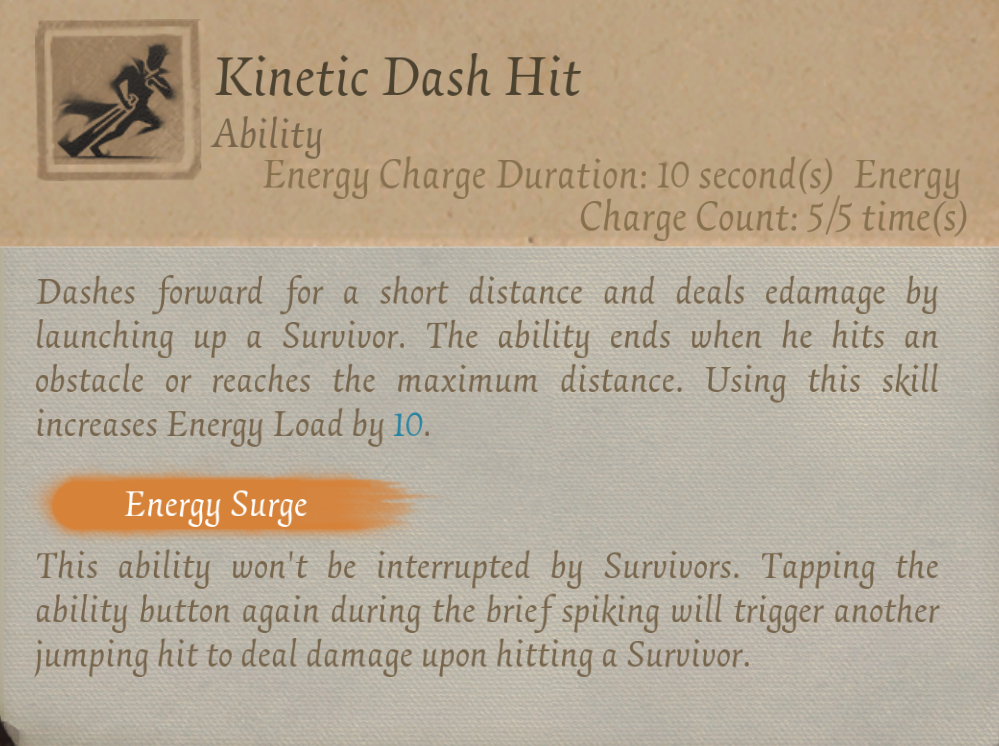 Kinetic Dash Hit
Ability
Energy Charge Duration: 10 second(s) Energy
Charge Count: 5/5 time(s)
Dashes forward for a short distance and deals edamage by
launching up a Survivor. The ability ends when he hits an
obstacle or reaches the maximum distance. Using this skill
increases Energy Load by 10.
Energy Surge
This ability won't be interrupted by Survivors. Tapping the
ability button again during the brief spiking will trigger another
jumping hit to deal damage upon hitting a Survivor.